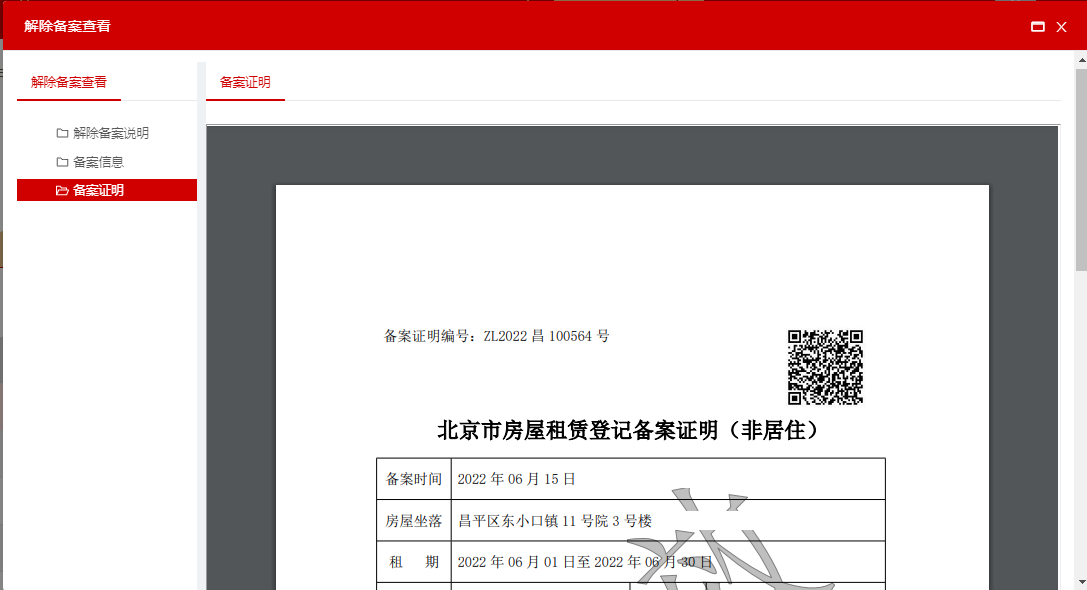 解除备案查看
解除备案查看
备案证明
解除备案说明
备案信息
备案证明
备案证明编号：ZL2022 昌 100564 号
北京市房屋租赁登记备案证明（非居住）
备案时间 2022 年 06 月 15 日
房屋坐落 昌平区东小口镇 11 号院 3 号楼
租 期 2022 年 06 月 01 日至 2022 年 06 月 30 日